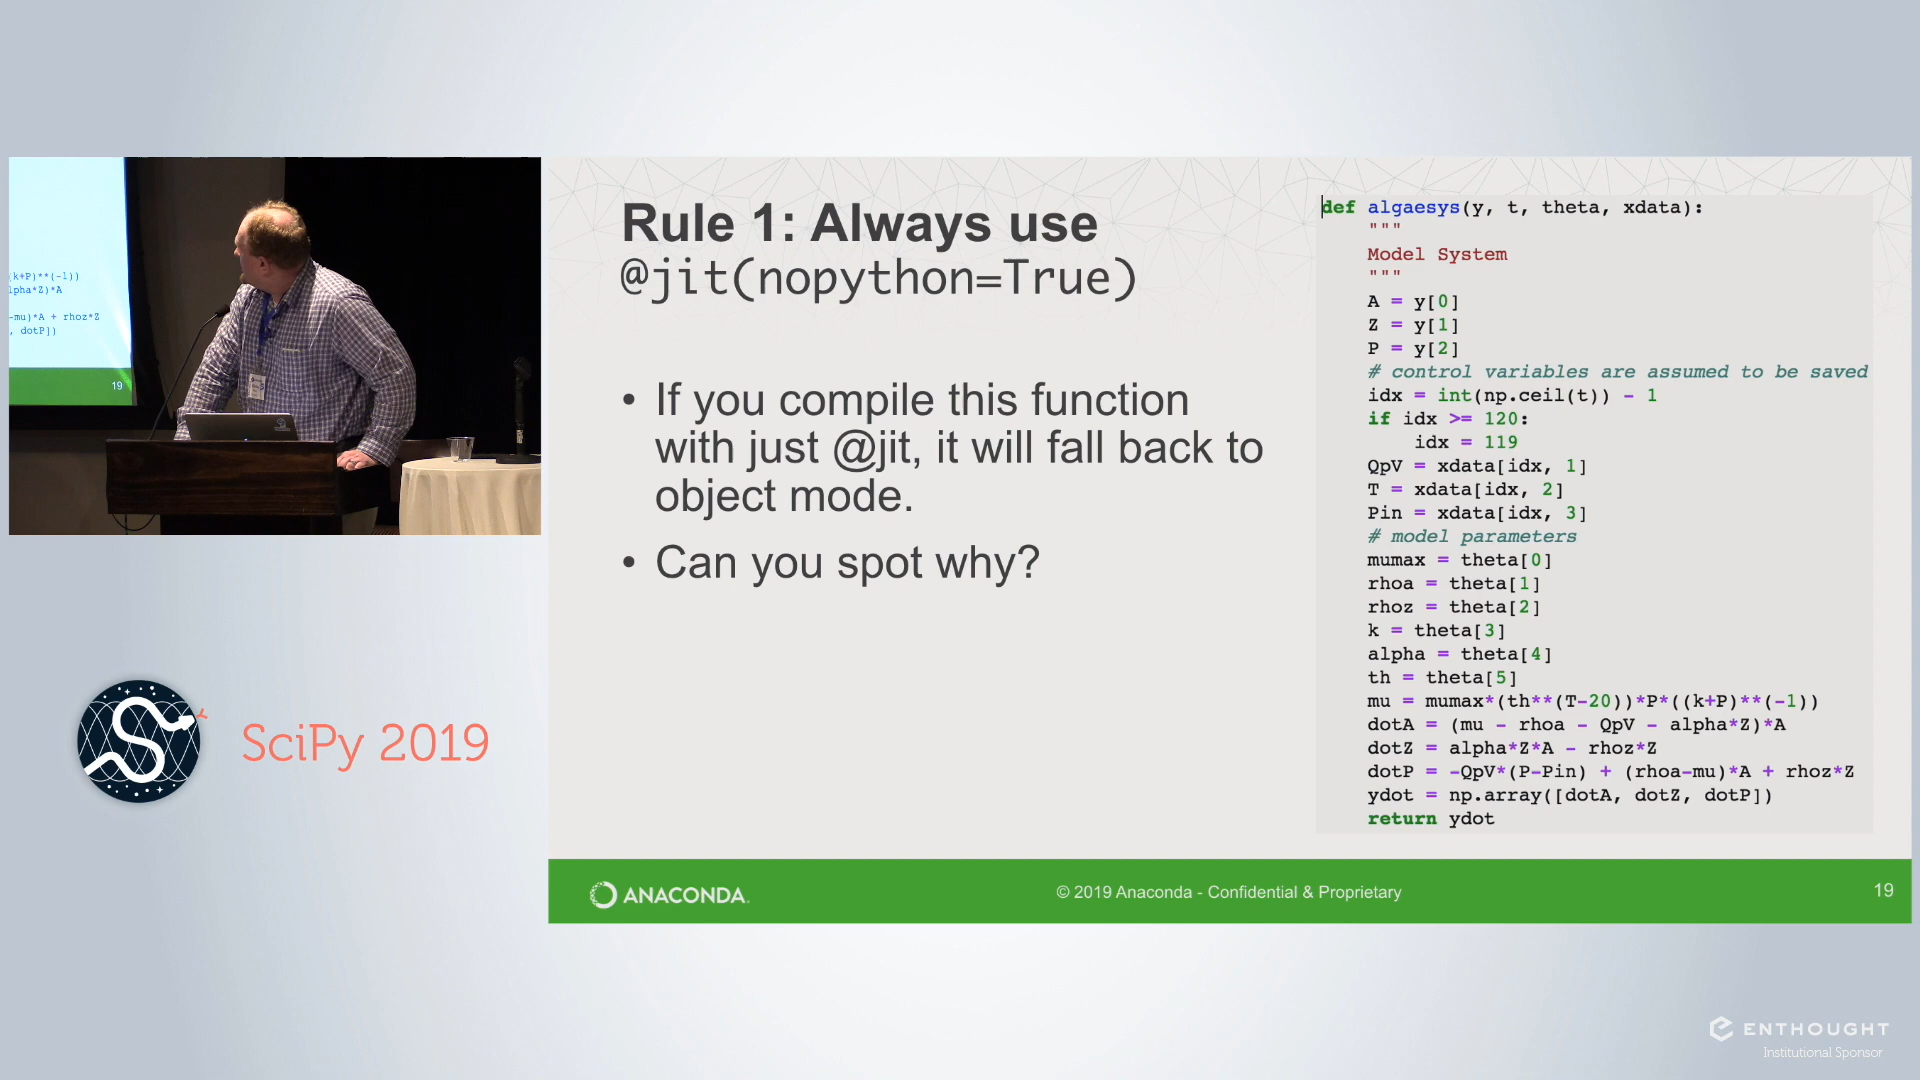 (k+P)**(-1))
lpha*Z)*A
-mu)*A + rhoz*Z
, dotP])
19
SciPy 2019
Rule 1: Always use
@jit(nopython=True)
• If you compile this function
with just @jit, it will fall back to
object mode.
• Can you spot why?
def algaesys(y, t, theta, xdata):
"""
Model System
"""
A = y[0]
Z = y[1]
P = y[2]
# control variables are assumed to be saved
idx = int(np.ceil(t)) - 1
if idx >= 120:
idx = 119
QpV = xdata[idx, 1]
T = xdata[idx, 2]
Pin = xdata[idx, 3]
# model parameters
mumax = theta[0]
rhoa = theta[1]
rhoz = theta[2]
k = theta[3]
alpha = theta[4]
th = theta[5]
mu = mumax*(th**(T-20))*P*((k+P)**(-1))
dotA = (mu - rhoa - QpV - alpha*Z)*A
dotZ = alpha*Z*A - rhoz*Z
dotP = -QpV*(P-Pin) + (rhoa-mu)*A + rhoz*Z
ydot = np.array([dotA, dotZ, dotP])
return ydot
ANACONDA.
© 2019 Anaconda - Confidential & Proprietary
19
ENTHOUGHT
Institutional Sponsor